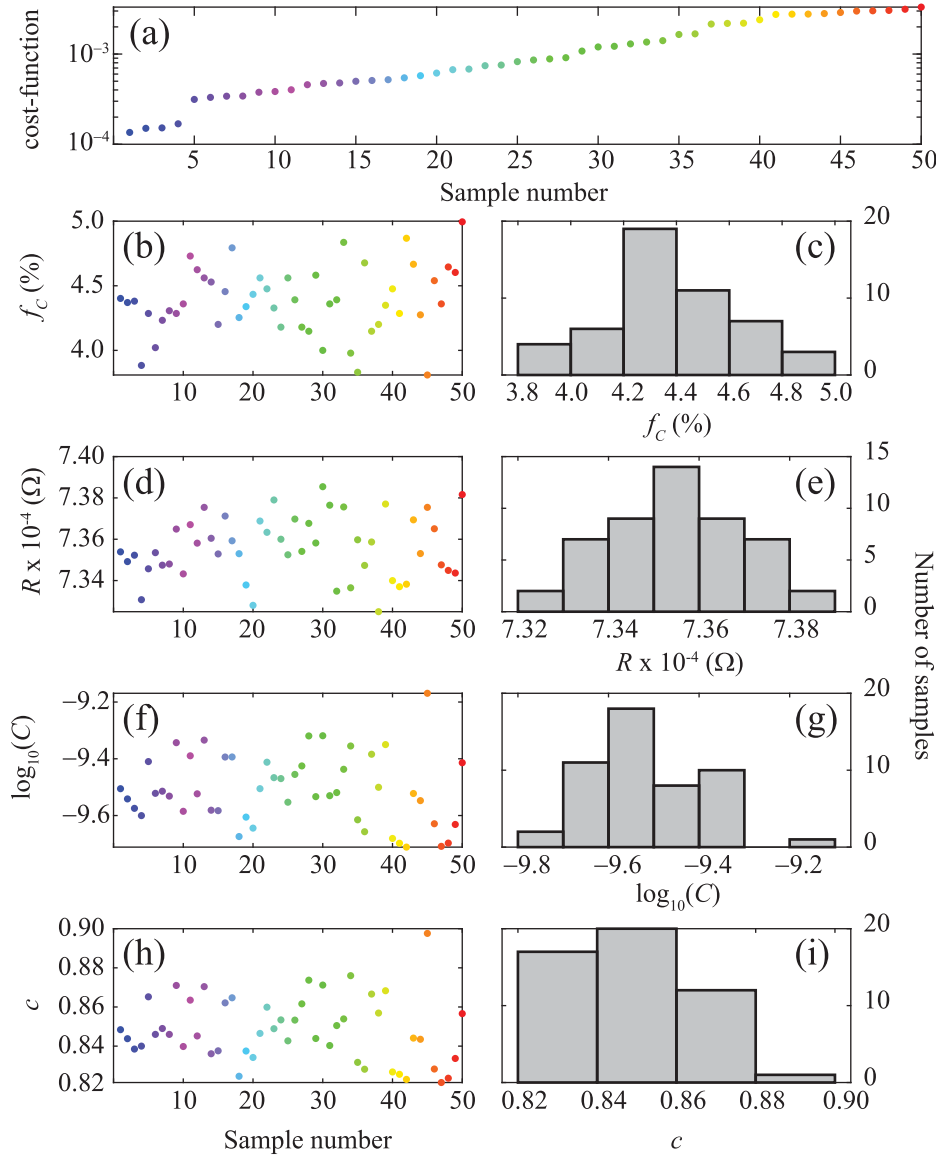 (a)
cost-function
10⁻³
10⁻⁴
5 10 15 20 25 30 35 40 45 50
Sample number
(b)
f_C (%)
5.0
4.5
4.0
10 20 30 40 50
(c)
20
10
0
3.8 4.0 4.2 4.4 4.6 4.8 5.0
f_C (%)
(d)
R x 10⁻⁴ (Ω)
7.40
7.38
7.36
7.34
10 20 30 40 50
(e)
15
10
5
0
7.32 7.34 7.36 7.38
R x 10⁻⁴ (Ω)
Number of samples
(f)
log₁₀(C)
−9.2
−9.4
−9.6
10 20 30 40 50
(g)
20
10
0
−9.8 −9.6 −9.4 −9.2
log₁₀(C)
(h)
c
0.90
0.88
0.86
0.84
0.82
10 20 30 40 50
Sample number
(i)
20
10
0
0.82 0.84 0.86 0.88 0.90
c